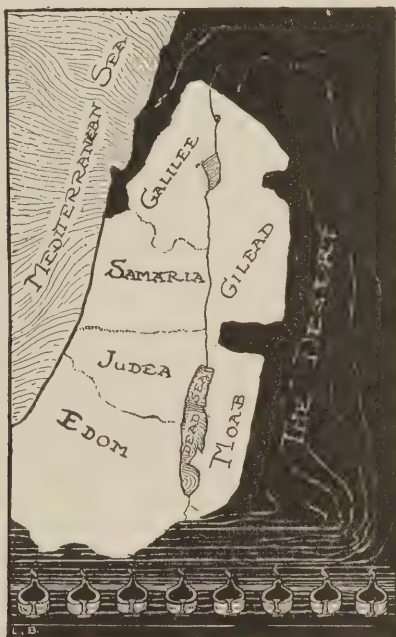 MEDITERRANEAN SEA
GALILEE
SAMARIA
GILEAD
JUDEA
DEAD SEA
EDOM
MOAB
THE DESERT
L. B.